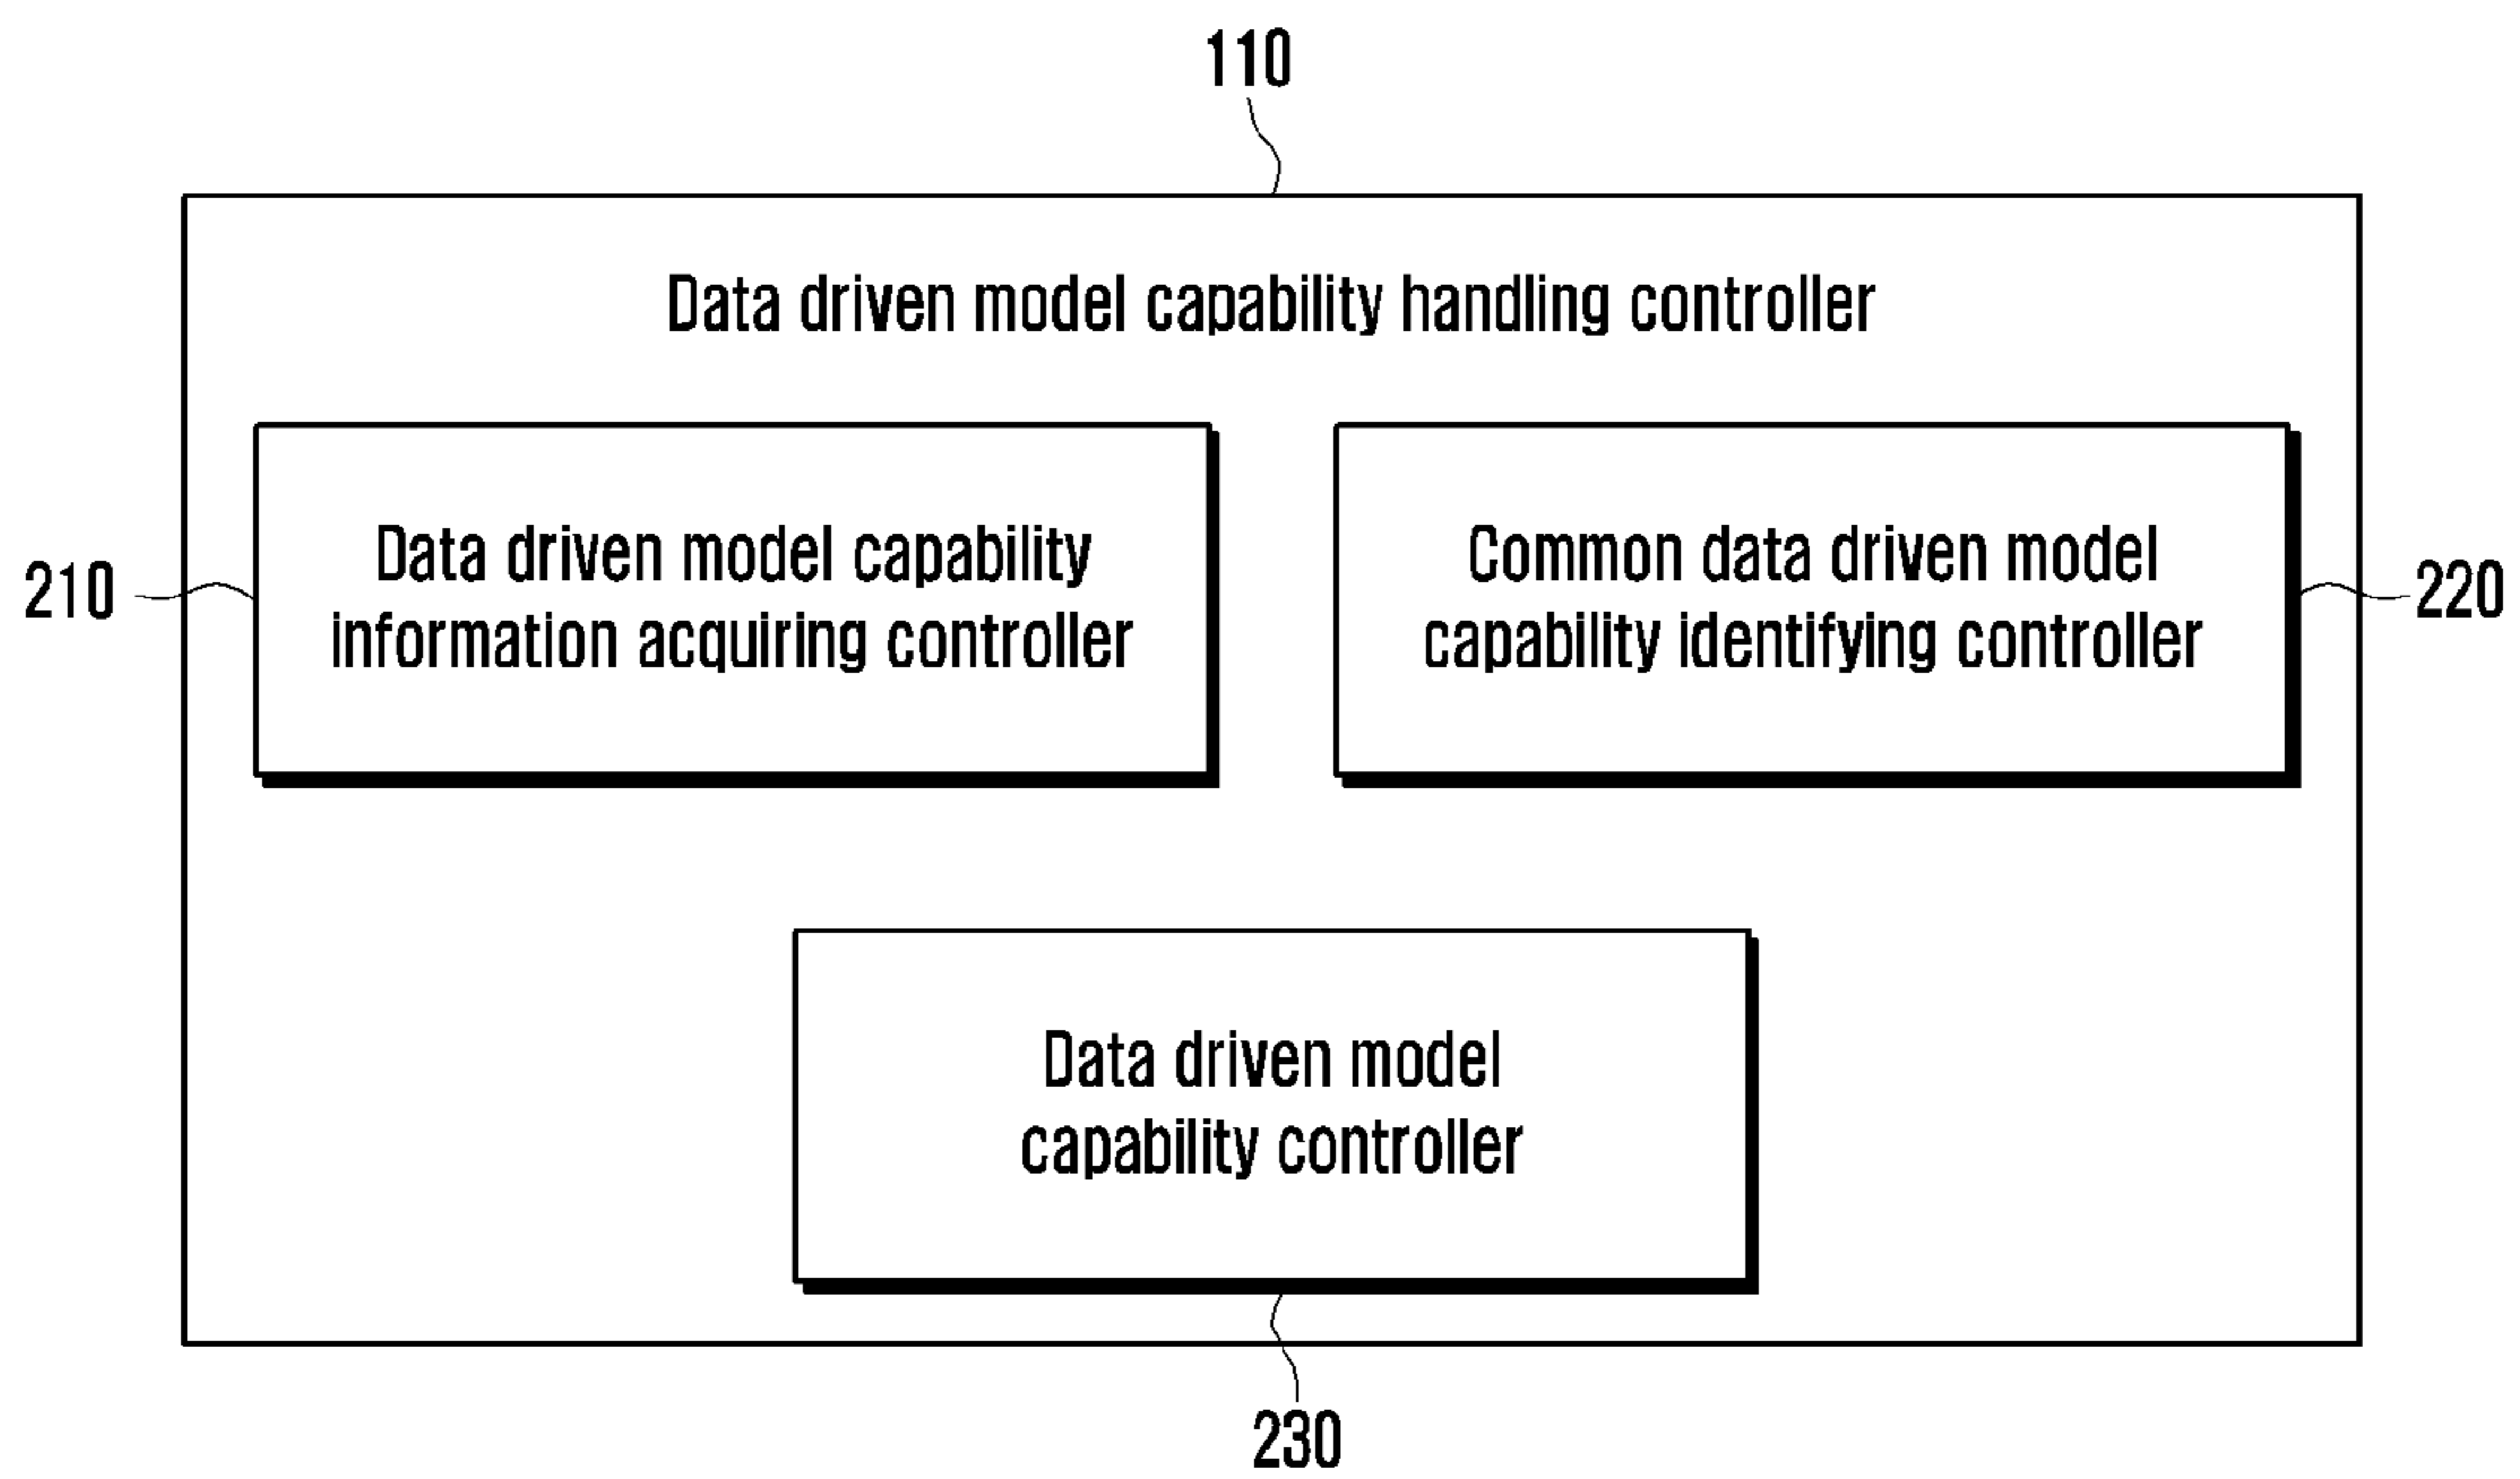 110
Data driven model capability handling controller
210
Data driven model capability
information acquiring controller
Common data driven model
capability identifying controller
220
Data driven model
capability controller
230